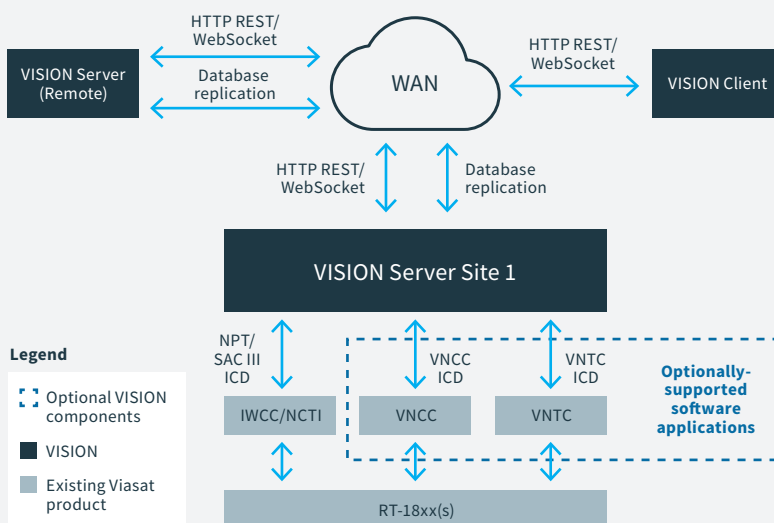 HTTP REST/
WebSocket
VISION Server
(Remote)
Database
replication
WAN
HTTP REST/
WebSocket
VISION Client
HTTP REST/
WebSocket
Database
replication
VISION Server Site 1
NPT/
SAC III
ICD
VNCC
ICD
VNTC
ICD
Optionally-
supported
software
applications
IWCC/NCTI
VNCC
VNTC
RT-18xx(s)
Legend
Optional VISION
components
VISION
Existing Viasat
product